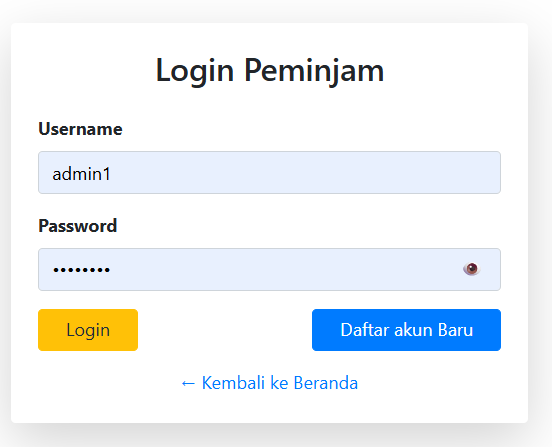 Login Peminjam
Username
admin1
Password
••••••••
Login
Daftar akun Baru
← Kembali ke Beranda